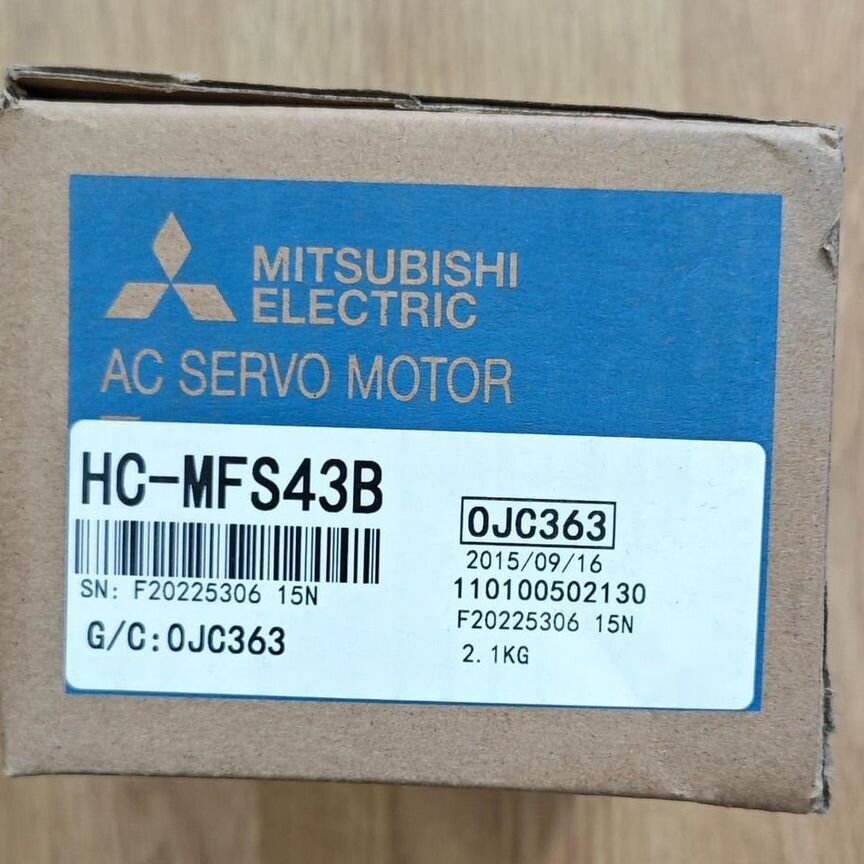 MITSUBISHI
ELECTRIC
AC SERVO MOTOR
HC-MFS43B
SN: F20225306 15N
G/C:0JC363
0JC363
2015/09/16
110100502130
F20225306 15N
2.1KG